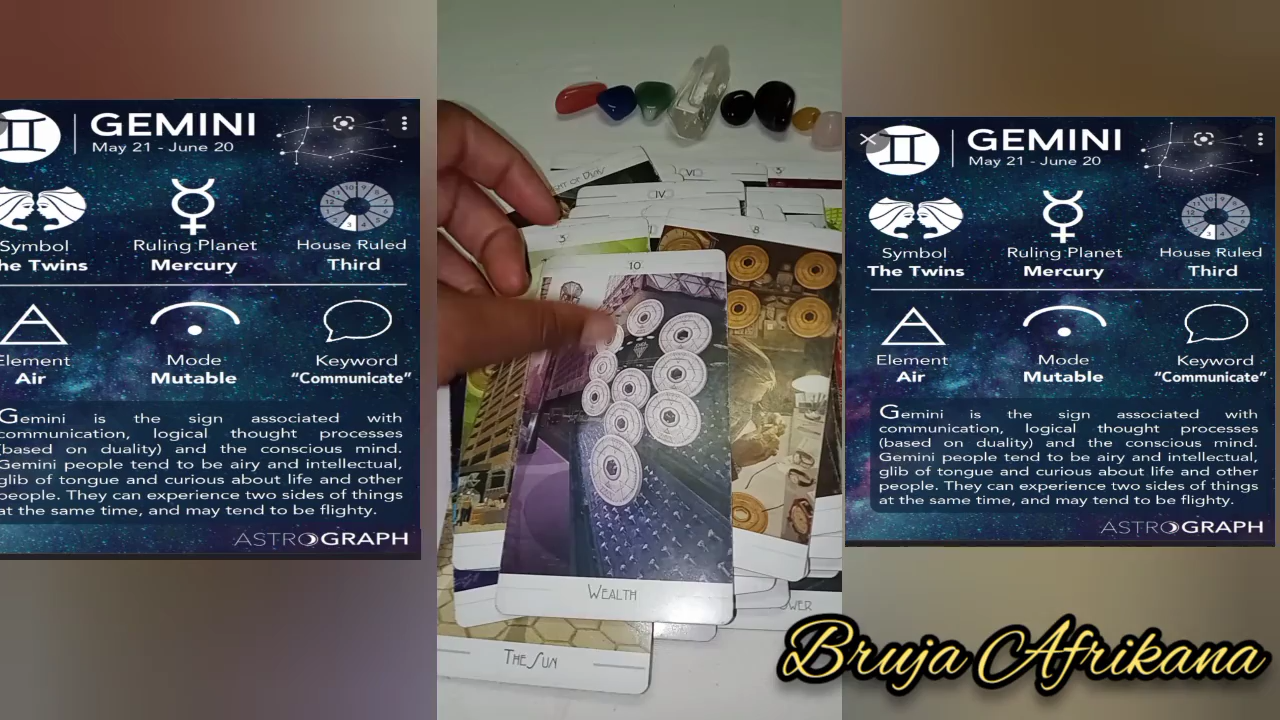 GEMINI
May 21 - June 20
Symbol
The Twins
Ruling Planet
Mercury
House Ruled
Third
Element
Air
Mode
Mutable
Keyword
“Communicate”
Gemini is the sign associated with
communication, logical thought processes
(based on duality) and the conscious mind.
Gemini people tend to be airy and intellectual,
glib of tongue and curious about life and other
people. They can experience two sides of things
at the same time, and may tend to be flighty.
ASTROGRAPH
VI
3
IV
3
8
10
WEALTH
THE SUN
GEMINI
May 21 - June 20
Symbol
The Twins
Ruling Planet
Mercury
House Ruled
Third
Element
Air
Mode
Mutable
Keyword
“Communicate”
Gemini is the sign associated with
communication, logical thought processes
(based on duality) and the conscious mind.
Gemini people tend to be airy and intellectual,
glib of tongue and curious about life and other
people. They can experience two sides of things
at the same time, and may tend to be flighty.
ASTROGRAPH
Bruja Afrikana